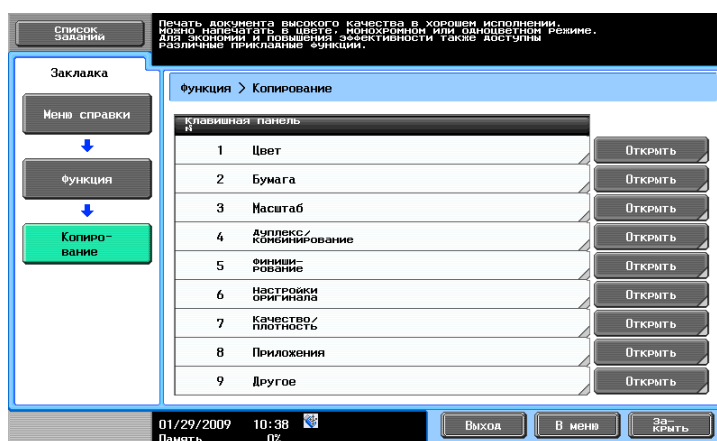 Список
заданий
Печать документа высокого качества в хорошем исполнении.
Можно напечатать в цвете, монохромном или одноцветном режиме.
Для экономии и повышения эффективности также доступны
различные прикладные функции.
Закладка
Меню справки
Функция
Копиро-
вание
Функция > Копирование
Клавишная панель
№
1 Цвет Открыть
2 Бумага Открыть
3 Масштаб Открыть
4 Дуплекс/
комбинирование Открыть
5 Финиши-
рование Открыть
6 Настройки
оригинала Открыть
7 Качество/
плотность Открыть
8 Приложения Открыть
9 Другое Открыть
01/29/2009 10:38
Память 0%
Выход
В меню
За-
крыть